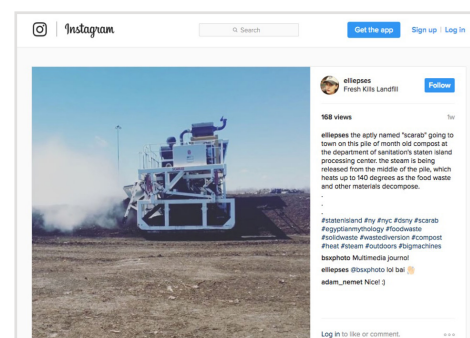 Instagram
Search
Get the app
Sign up | Log in
elllepses
Fresh Kills Landfill
Follow
168 views
1w
elllepses the aptly named "scarab" going to
town on this pile of month old compost at
the department of sanitation's staten island
processing center. the steam is being
released from the middle of the pile, which
heats up to 140 degrees as the food waste
and other materials decompose.
.
.
.
#statenisland #ny #nyc #dsny #scarab
#egyptianmythology #foodwaste
#solidwaste #wastediversion #compost
#heat #steam #outdoors #bigmachines
bsxphoto Multimedia journo!
elllepses @bsxphoto lol bai
adam_nemet Nice! :)
Log in to like or comment.